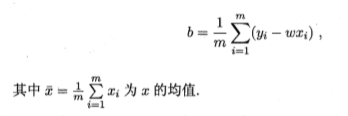 b = \frac{1}{m} \sum_{i=1}^{m} (y_i - wx_i) ,
其中 \bar{x} = \frac{1}{m} \sum_{i=1}^{m} x_i 为 x 的均值.